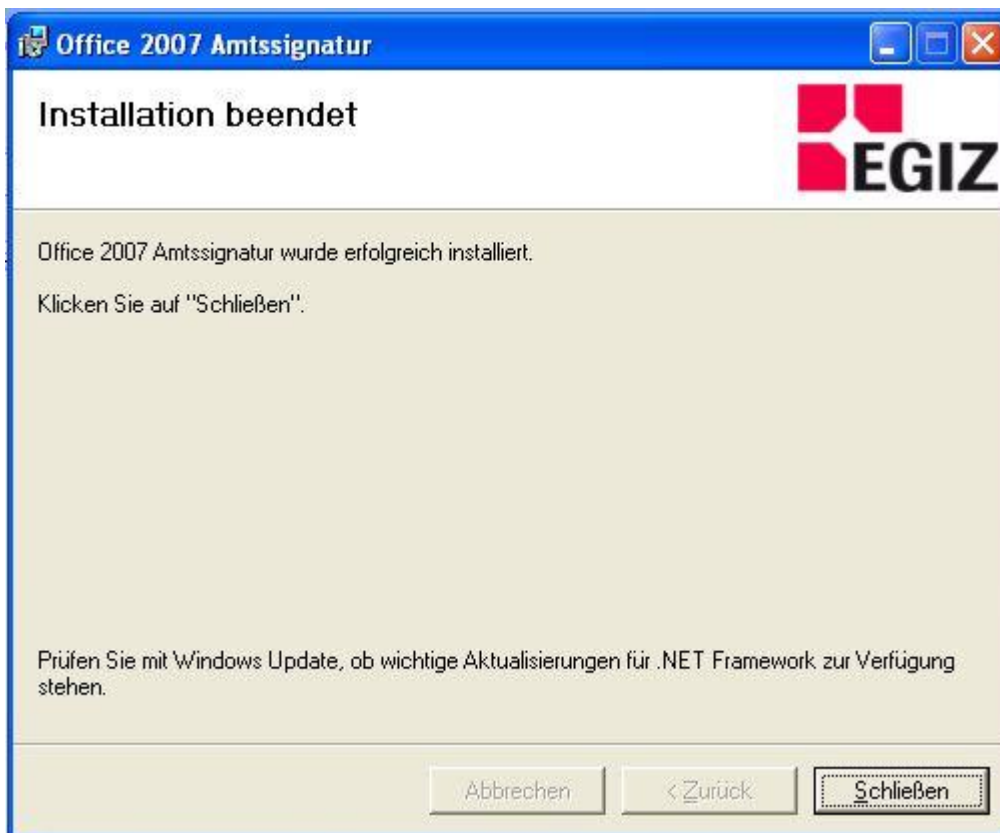 Office 2007 Amtssignatur
Installation beendet
EGIZ
Office 2007 Amtssignatur wurde erfolgreich installiert.
Klicken Sie auf "Schließen".
Prüfen Sie mit Windows Update, ob wichtige Aktualisierungen für .NET Framework zur Verfügung
stehen.
Abbrechen < Zurück Schließen